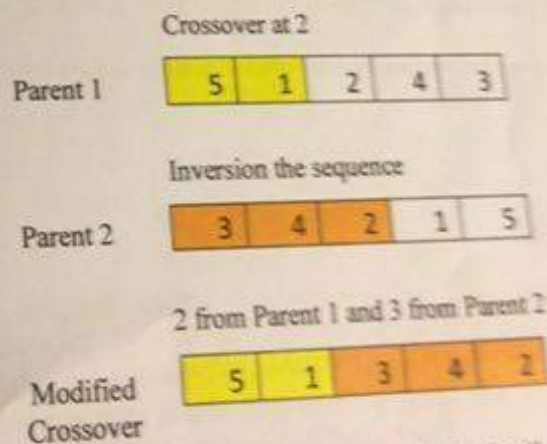 Crossover at 2
Parent 1 5 1 2 4 3
Inversion the sequence
Parent 2 3 4 2 1 5
2 from Parent 1 and 3 from Parent 2
Modified 5 1 3 4 2
Crossover